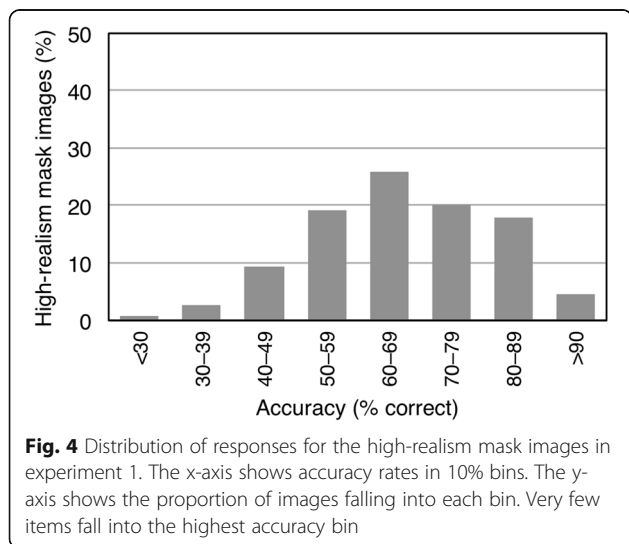 50
40
30
20
10
0
High-realism mask images (%)
<30
30–39
40–49
50–59
60–69
70–79
80–89
>90
Accuracy (% correct)
Fig. 4 Distribution of responses for the high-realism mask images in
experiment 1. The x-axis shows accuracy rates in 10% bins. The y-
axis shows the proportion of images falling into each bin. Very few
items fall into the highest accuracy bin